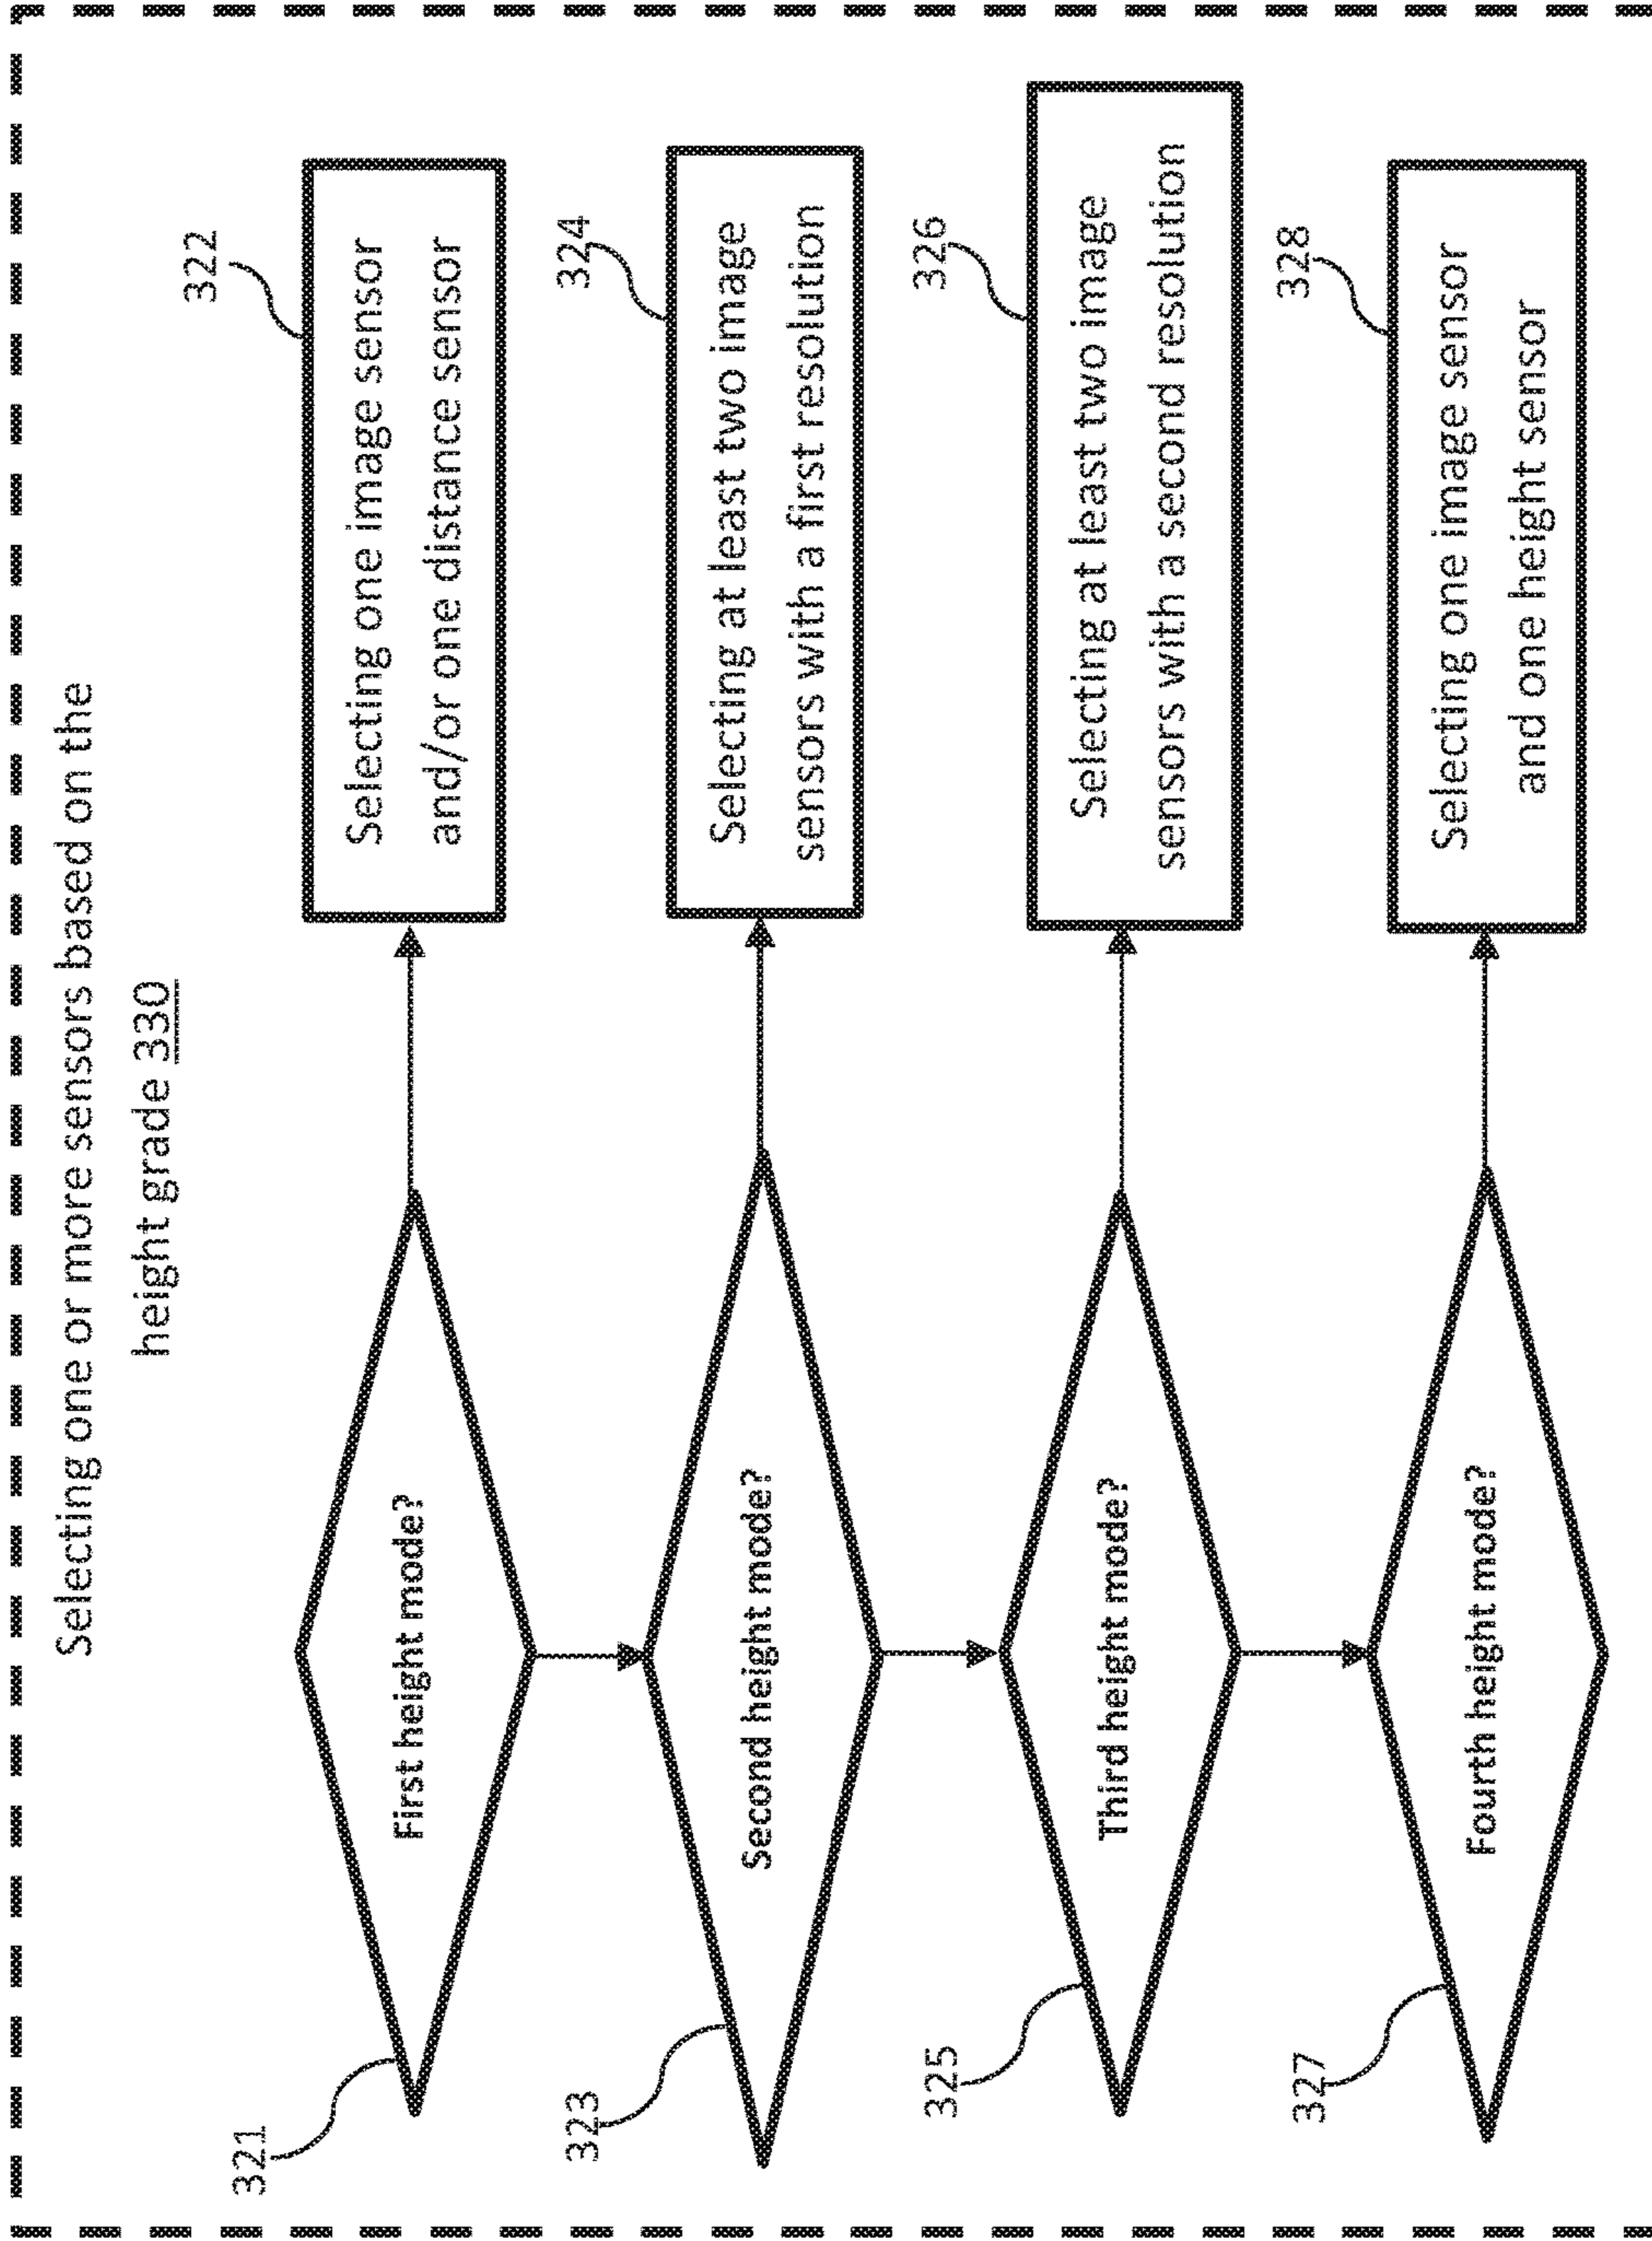 Selecting one or more sensors based on the
height grade 330
322
321
First height mode?
Selecting one image sensor
and/or one distance sensor
324
323
Second height mode?
Selecting at least two image
sensors with a first resolution
326
325
Third height mode?
Selecting at least two image
sensors with a second resolution
328
327
Fourth height mode?
Selecting one image sensor
and one height sensor